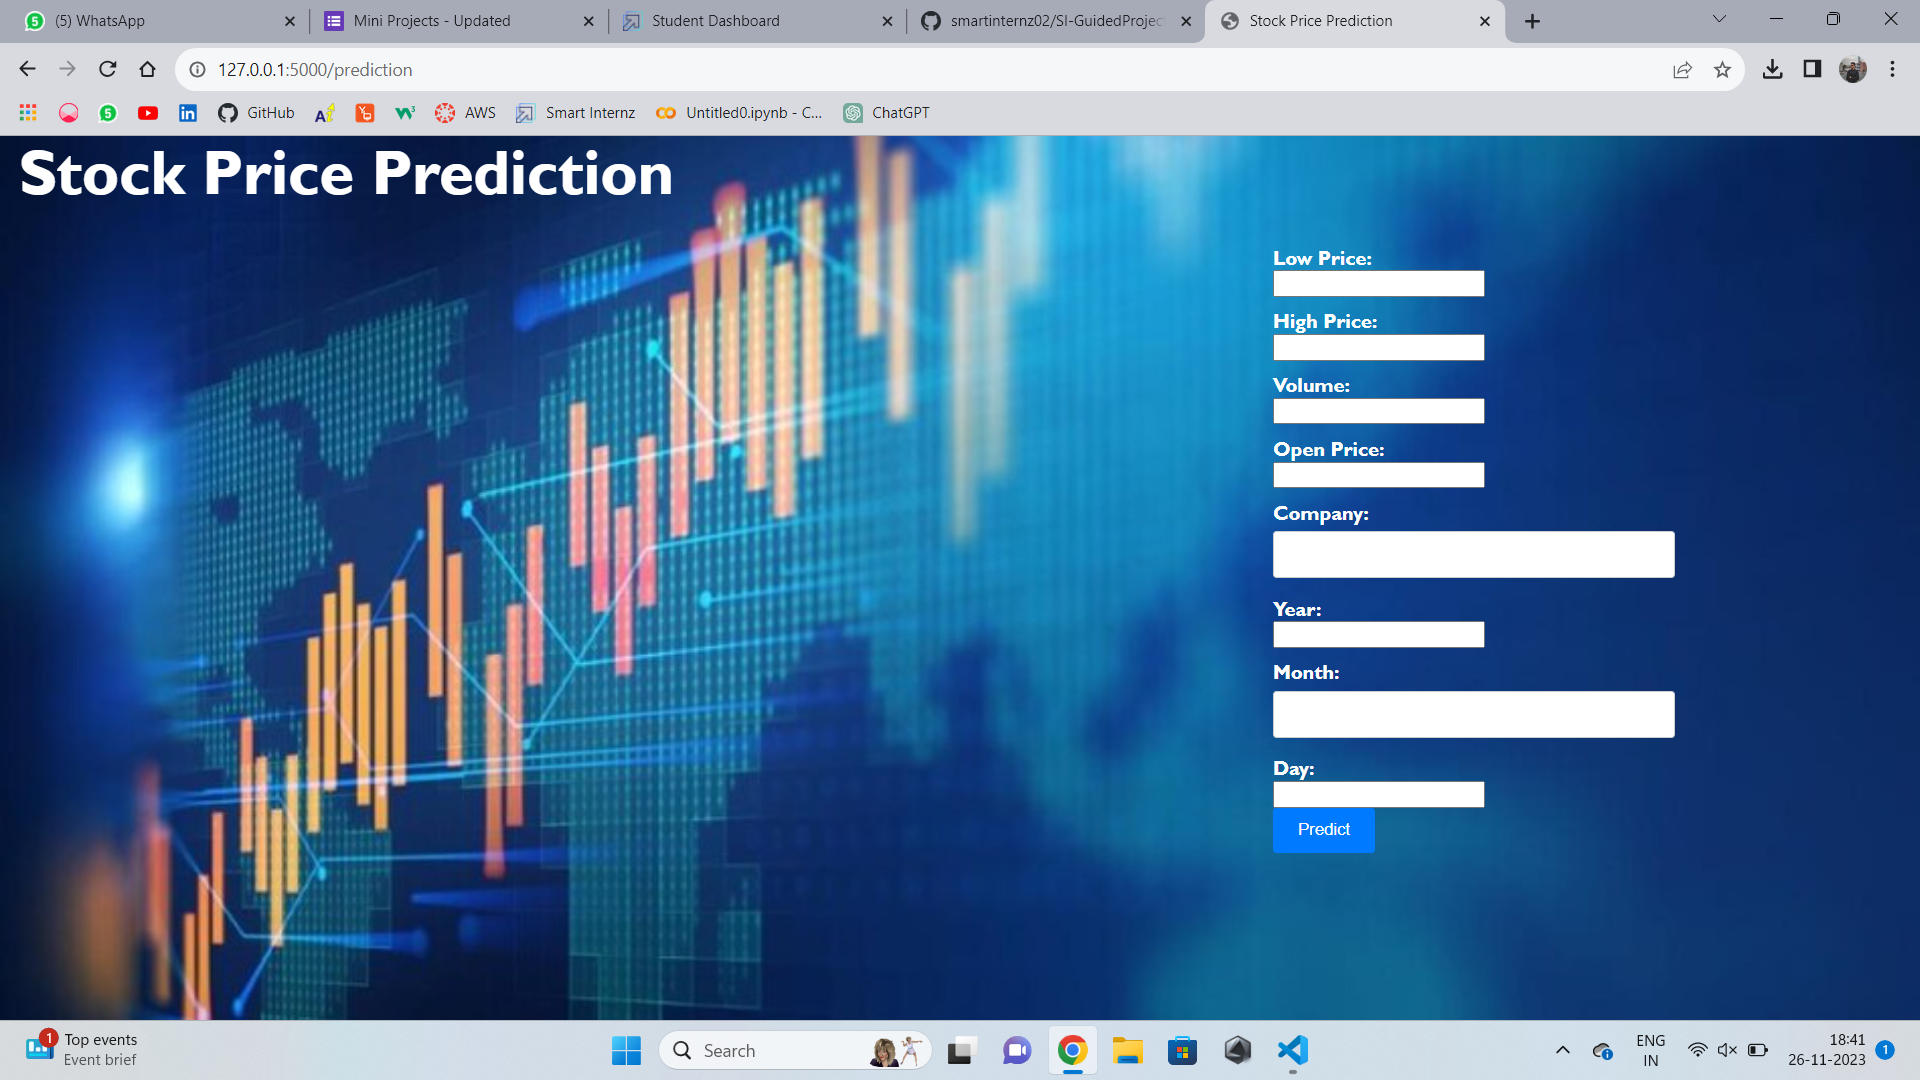 (5) WhatsApp
Mini Projects - Updated
Student Dashboard
smartinternz02/SI-GuidedProject
Stock Price Prediction
127.0.0.1:5000/prediction
GitHub
AWS
Smart Internz
Untitled0.ipynb - C...
ChatGPT
Stock Price Prediction
Low Price:
High Price:
Volume:
Open Price:
Company:
Year:
Month:
Day:
Predict
1
Top events
Event brief
Search
ENG
IN
18:41
26-11-2023
1